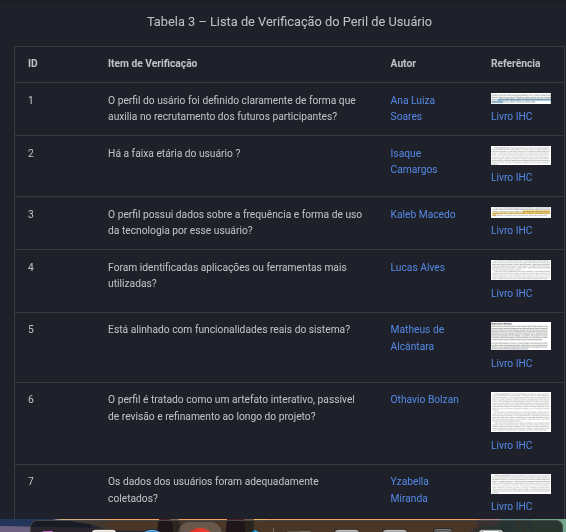 Tabela 3 – Lista de Verificação do Peril de Usuário
ID Item de Verificação Autor Referência
1 O perfil do usário foi definido claramente de forma que Ana Luiza
auxilia no recrutamento dos futuros participantes? Soares Livro IHC
2 Há a faixa etária do usuário ? Isaque
Camargos
Livro IHC
3 O perfil possui dados sobre a frequência e forma de uso Kaleb Macedo
da tecnologia por esse usuário? Livro IHC
4 Foram identificadas aplicações ou ferramentas mais Lucas Alves
utilizadas?
Livro IHC
5 Está alinhado com funcionalidades reais do sistema? Matheus de
Alcântara
Livro IHC
6 O perfil é tratado como um artefato interativo, passível Othavio Bolzan
de revisão e refinamento ao longo do projeto?
Livro IHC
7 Os dados dos usuários foram adequadamente Yzabella
coletados? Miranda
Livro IHC